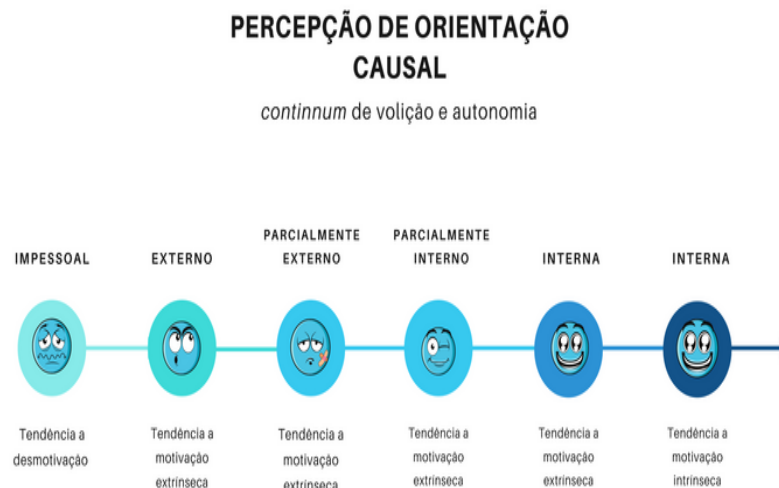 PERCEPÇÃO DE ORIENTAÇÃO
CAUSAL
continnum de volição e autonomia
IMPESSOAL
EXTERNO
PARCIALMENTE
EXTERNO
PARCIALMENTE
INTERNO
INTERNA
INTERNA
Tendência a
desmotivação
Tendência a
motivação
extrínseca
Tendência a
motivação
extrínseca
Tendência a
motivação
extrínseca
Tendência a
motivação
extrínseca
Tendência a
motivação
intrínseca